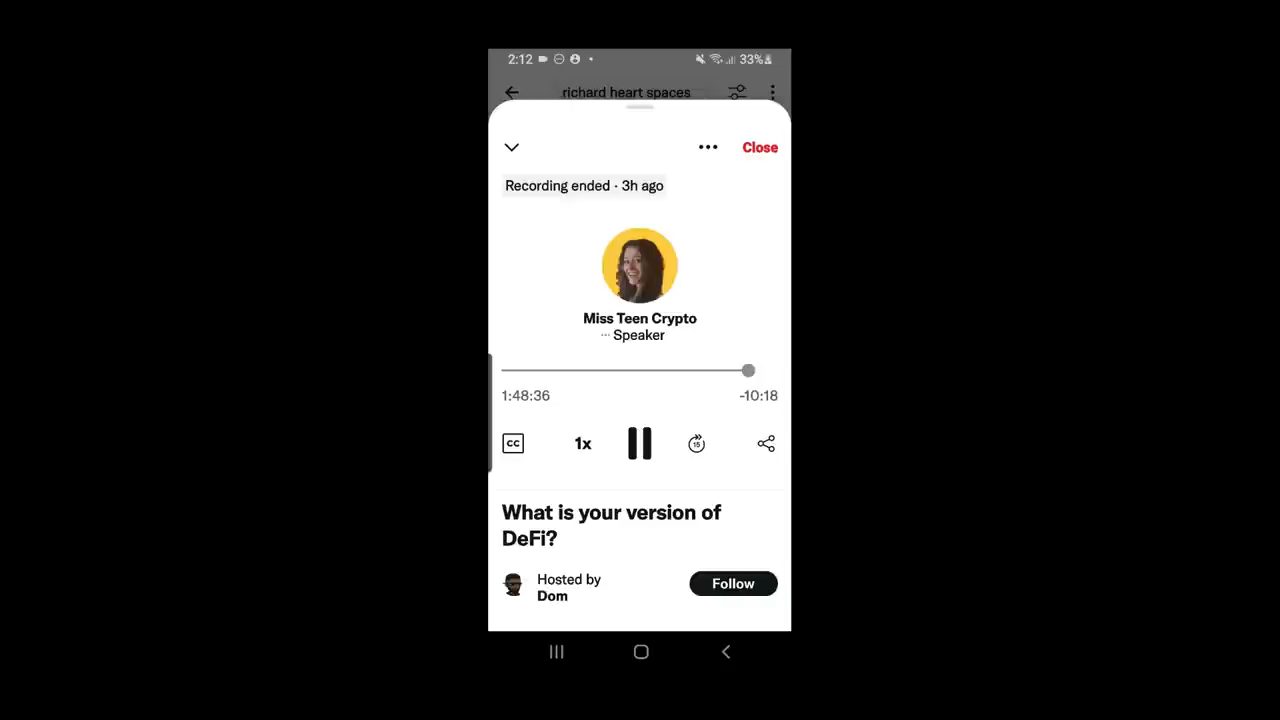 2:12
33%
richard heart spaces
Close
Recording ended · 3h ago
Miss Teen Crypto
Speaker
1:48:36
-10:18
CC
1x
15
What is your version of
DeFi?
Hosted by
Dom
Follow